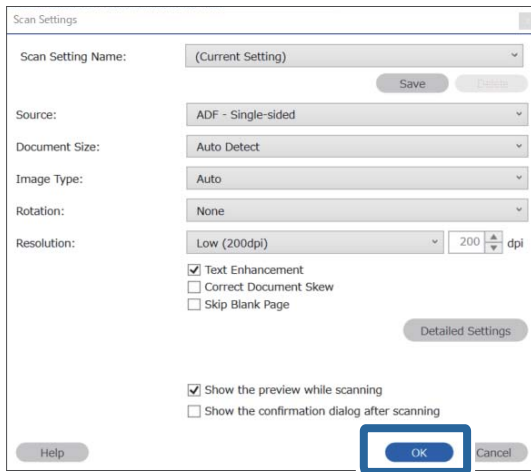 Scan Settings
Scan Setting Name: (Current Setting)
Save Delete
Source: ADF - Single-sided
Document Size: Auto Detect
Image Type: Auto
Rotation: None
Resolution: Low (200dpi) 200 dpi
Text Enhancement
Correct Document Skew
Skip Blank Page
Detailed Settings
Show the preview while scanning
Show the confirmation dialog after scanning
Help OK Cancel